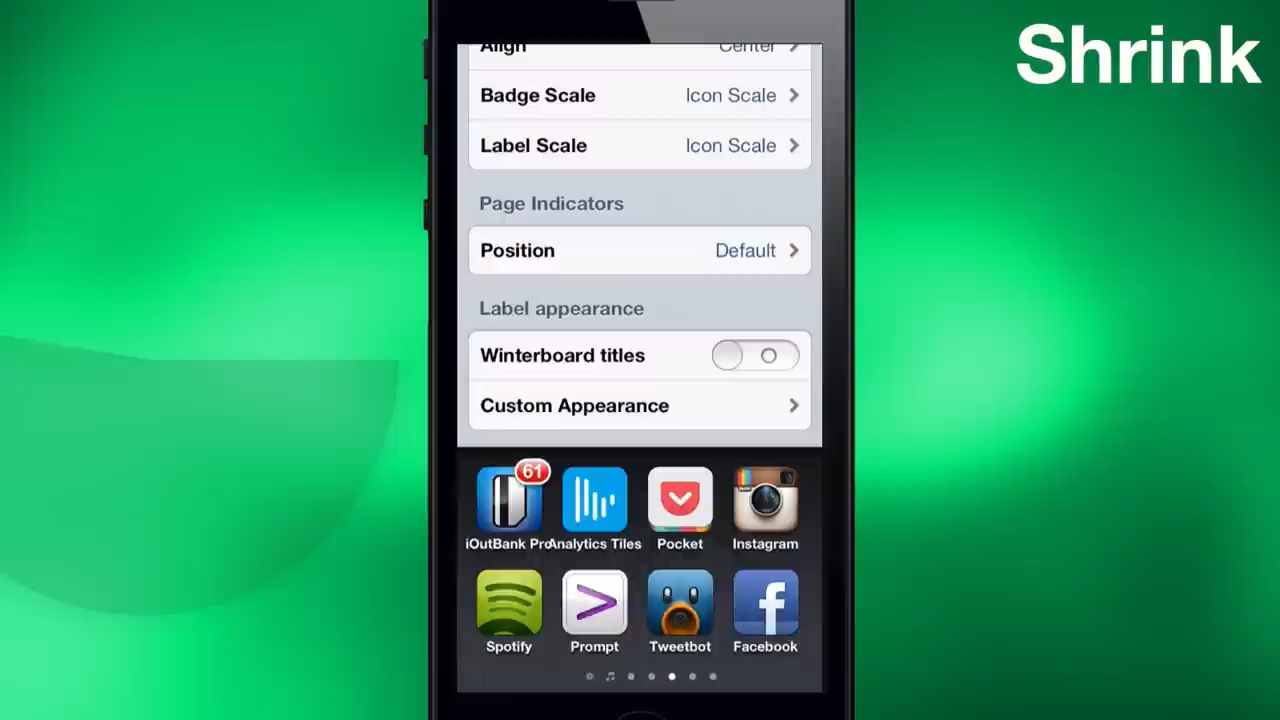 Shrink
Align Center
Badge Scale Icon Scale
Label Scale Icon Scale
Page Indicators
Position Default
Label appearance
Winterboard titles
Custom Appearance
61
iOutBank Pro Analytics Tiles Pocket Instagram
Spotify Prompt Tweetbot Facebook